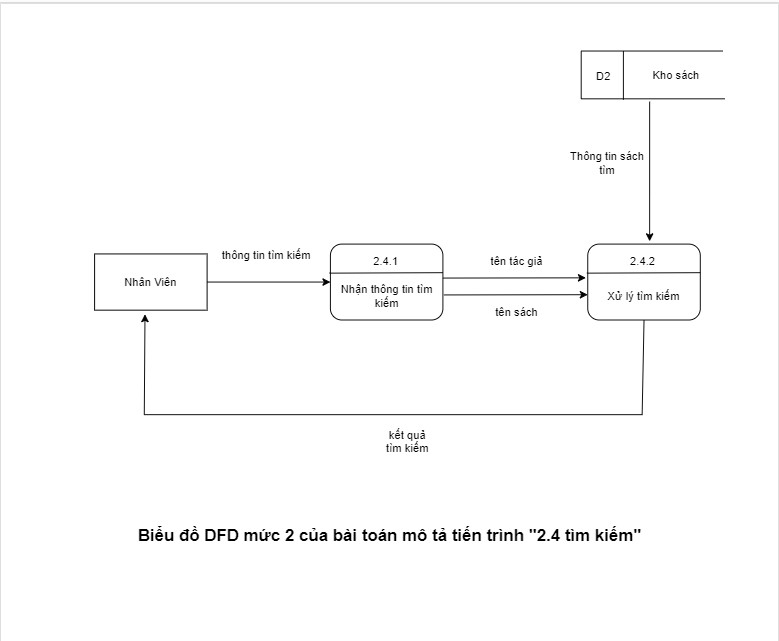 D2
Kho sách
Thông tin sách
tìm
thông tin tìm kiếm
2.4.1
tên tác giả
2.4.2
Nhân Viên
Nhận thông tin tìm
kiếm
Xử lý tìm kiếm
tên sách
kết quả
tìm kiếm
Biểu đồ DFD mức 2 của bài toán mô tả tiến trình "2.4 tìm kiếm"